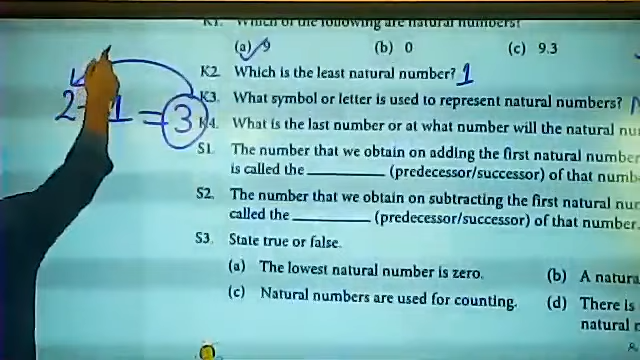 K1. Which of the following are natural numbers?
(a) 9 (b) 0 (c) 9.3
K2. Which is the least natural number? 1
K3. What symbol or letter is used to represent natural numbers?
K4. What is the last number or at what number will the natural
2 1 = 3
S1. The number that we obtain on adding the first natural number
is called the ________ (predecessor/successor) of that
S2. The number that we obtain on subtracting the first natural
called the ________ (predecessor/successor) of that number.
S3. State true or false.
(a) The lowest natural number is zero. (b) A
(c) Natural numbers are used for counting. (d) There is
natural